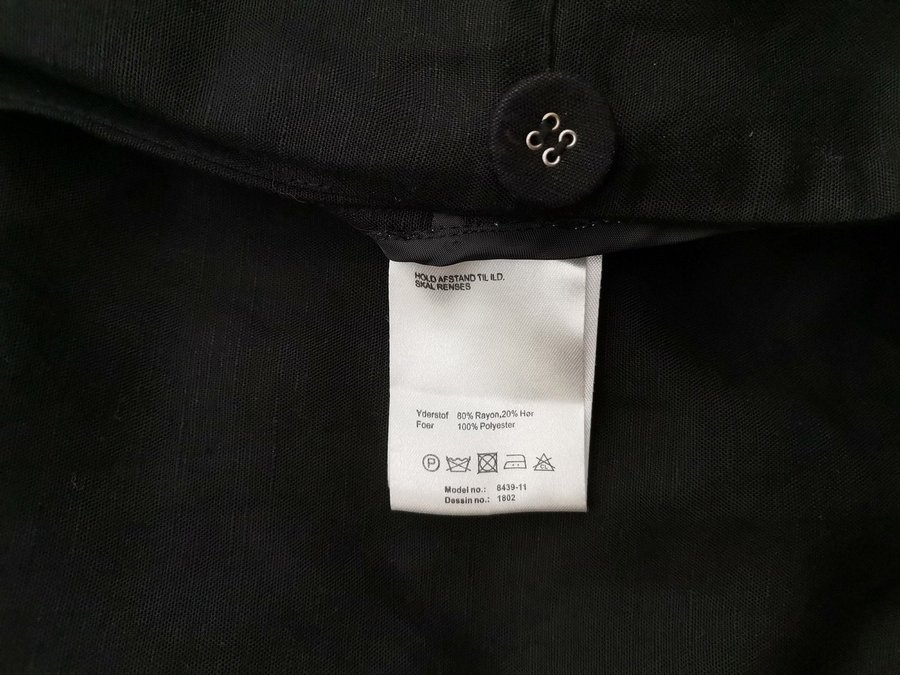 HOLD AFSTAND TIL ILD.
SKAL RENSES
Yderstof 80% Rayon,20% Hør
Foer 100% Polyester
P CL
Model no.: 8439-11
Dessin no.: 1802